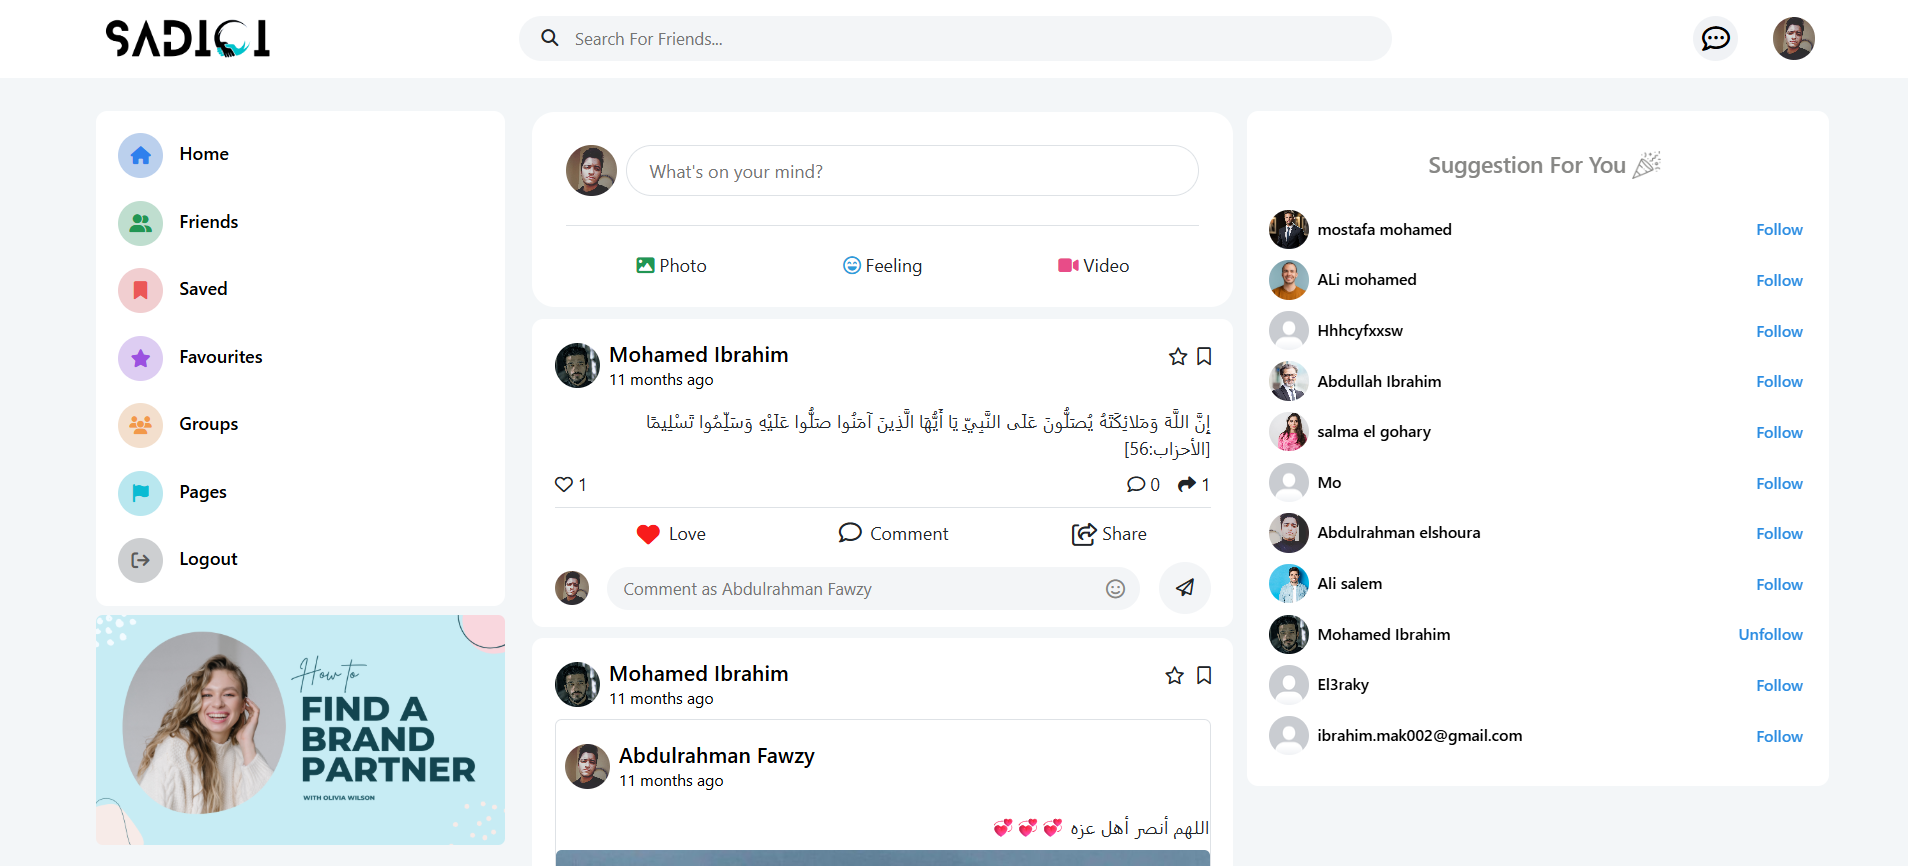 SADIQI
Search For Friends...
Home
Friends
Saved
Favourites
Groups
Pages
Logout
How to
FIND A
BRAND
PARTNER
WITH OLIVIA WILSON
What's on your mind?
Photo
Feeling
Video
Mohamed Ibrahim
11 months ago
إِنَّ اللَّهَ وَمَلائِكَتَهُ يُصَلُّونَ عَلَى النَّبِيِّ يَا أَيُّهَا الَّذِينَ آمَنُوا صَلُّوا عَلَيْهِ وَسَلِّمُوا تَسْلِيمًا
[الأحزاب:56]
1
0
1
Love
Comment
Share
Comment as Abdulrahman Fawzy
Mohamed Ibrahim
11 months ago
Abdulrahman Fawzy
11 months ago
اللهم أنصر أهل عزه 💞 💞 💞
Suggestion For You
mostafa mohamed Follow
ALi mohamed Follow
Hhhcyfxxsw Follow
Abdullah Ibrahim Follow
salma el gohary Follow
Mo Follow
Abdulrahman elshoura Follow
Ali salem Follow
Mohamed Ibrahim Unfollow
El3raky Follow
ibrahim.mak002@gmail.com Follow